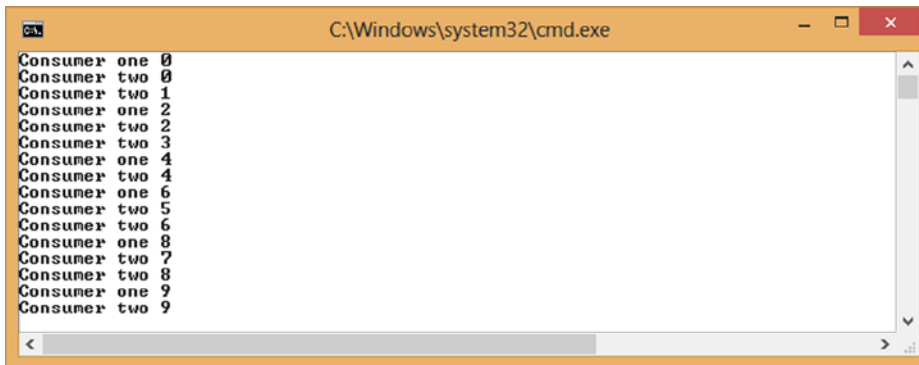 C:\Windows\system32\cmd.exe
Consumer one 0
Consumer two 0
Consumer two 1
Consumer one 2
Consumer two 2
Consumer two 3
Consumer one 4
Consumer two 4
Consumer one 6
Consumer two 5
Consumer two 6
Consumer one 8
Consumer two 7
Consumer two 8
Consumer one 9
Consumer two 9